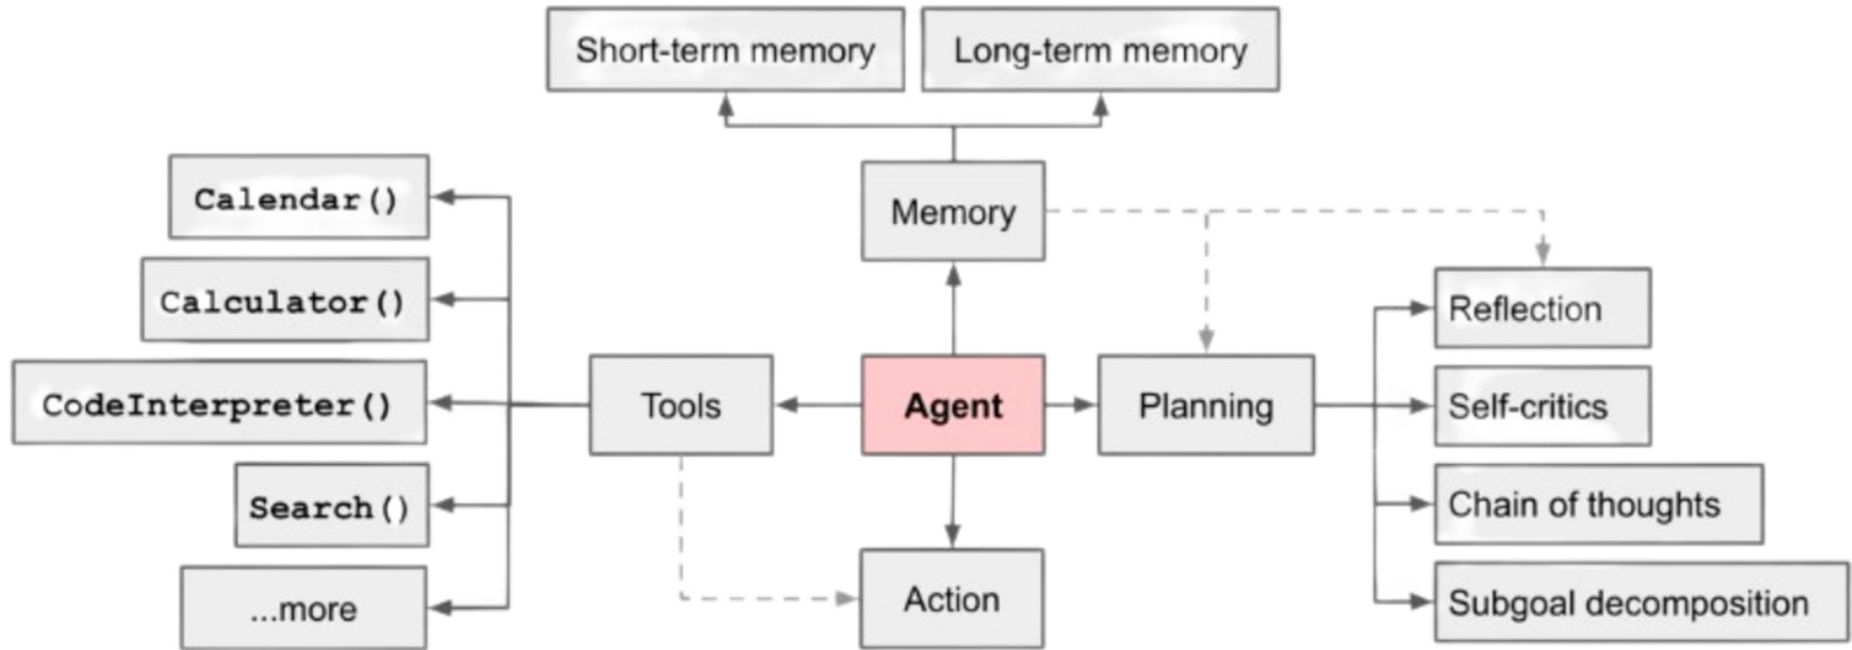 Short-term memory
Long-term memory
Calendar()
Memory
Calculator()
Reflection
CodeInterpreter()
Tools
Agent
Planning
Self-critics
Search()
Chain of thoughts
...more
Action
Subgoal decomposition